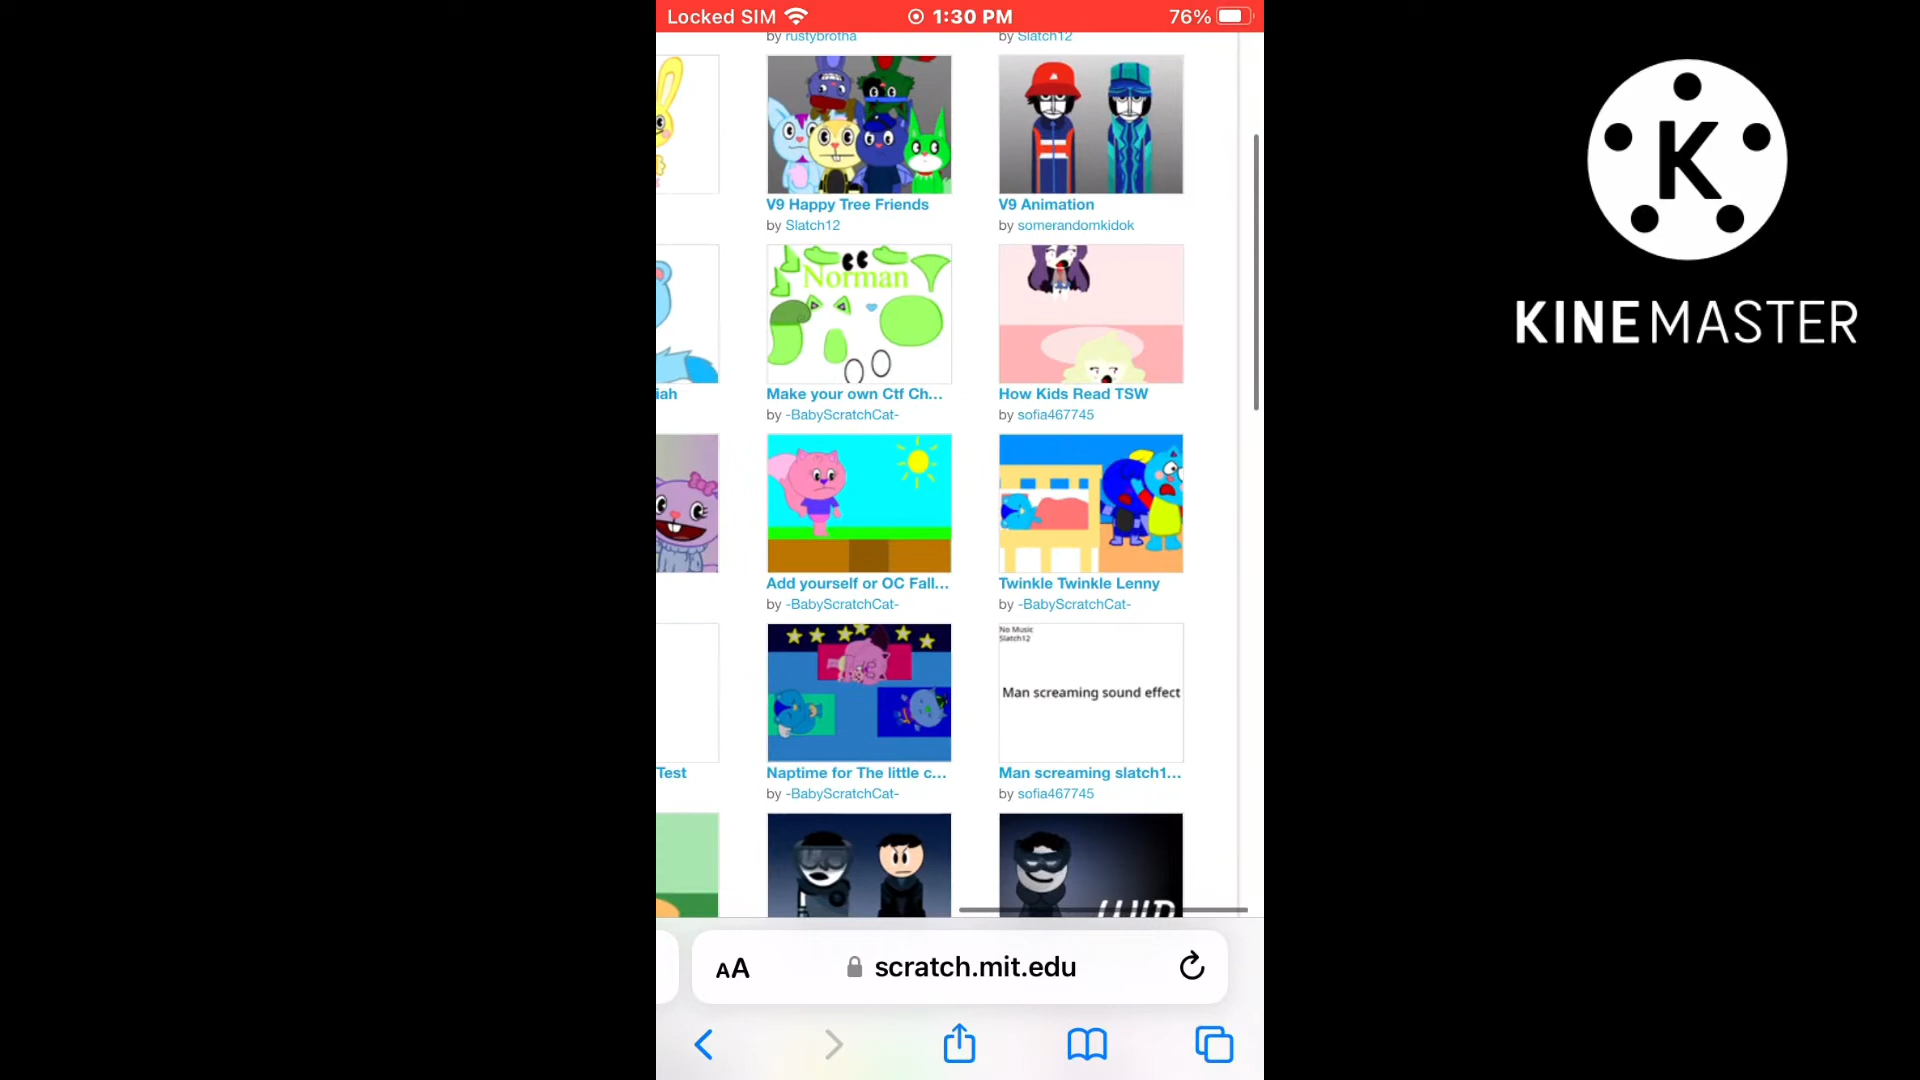 Locked SIM
1:30 PM
76%
by rustybrotha
by Slatch12
V9 Happy Tree Friends
by Slatch12
V9 Animation
by somerandomkidok
Norman
iah
Make your own Ctf Ch...
by -BabyScratchCat-
How Kids Read TSW
by sofia467745
Add yourself or OC Fall...
by -BabyScratchCat-
Twinkle Twinkle Lenny
by -BabyScratchCat-
No Music
Slatch12
Man screaming sound effect
Test
Naptime for The little c...
by -BabyScratchCat-
Man screaming slatch1...
by sofia467745
AA
scratch.mit.edu
K
KINEMASTER